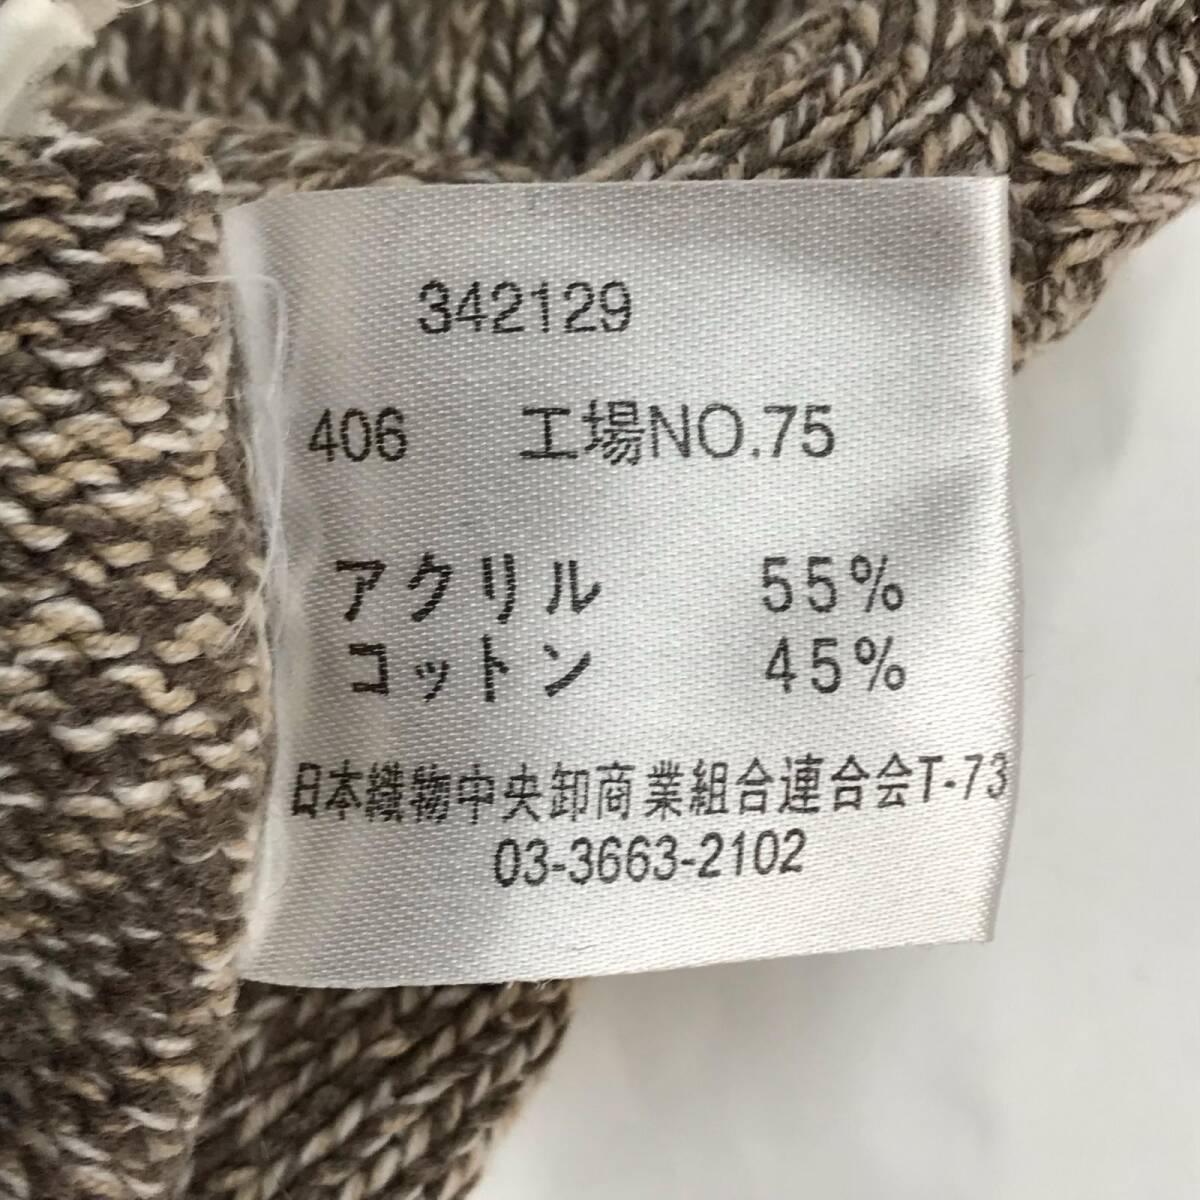 342129
406 工場NO.75
アクリル 55%
コットン 45%
日本織物中央卸商業組合連合会T-73
03-3663-2102